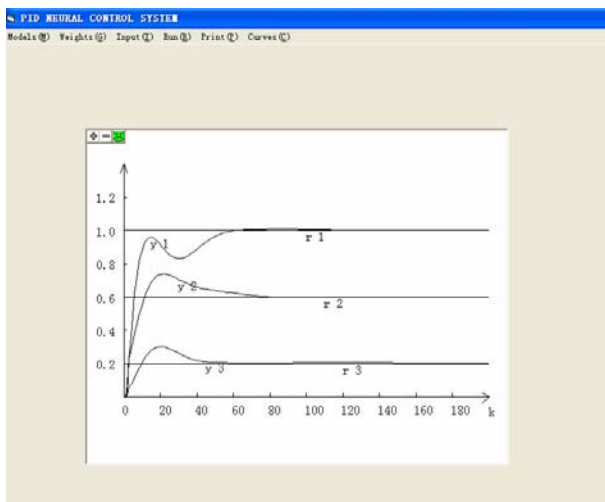 PID NEURAL CONTROL SYSTEM
Models(M) Weights(G) Input(I) Run(R) Print(P) Curves(C)
1.2
1.0
y 1
r 1
0.8
y 2
0.6
r 2
0.4
0.2
y 3
r 3
0 20 40 60 80 100 120 140 160 180 k